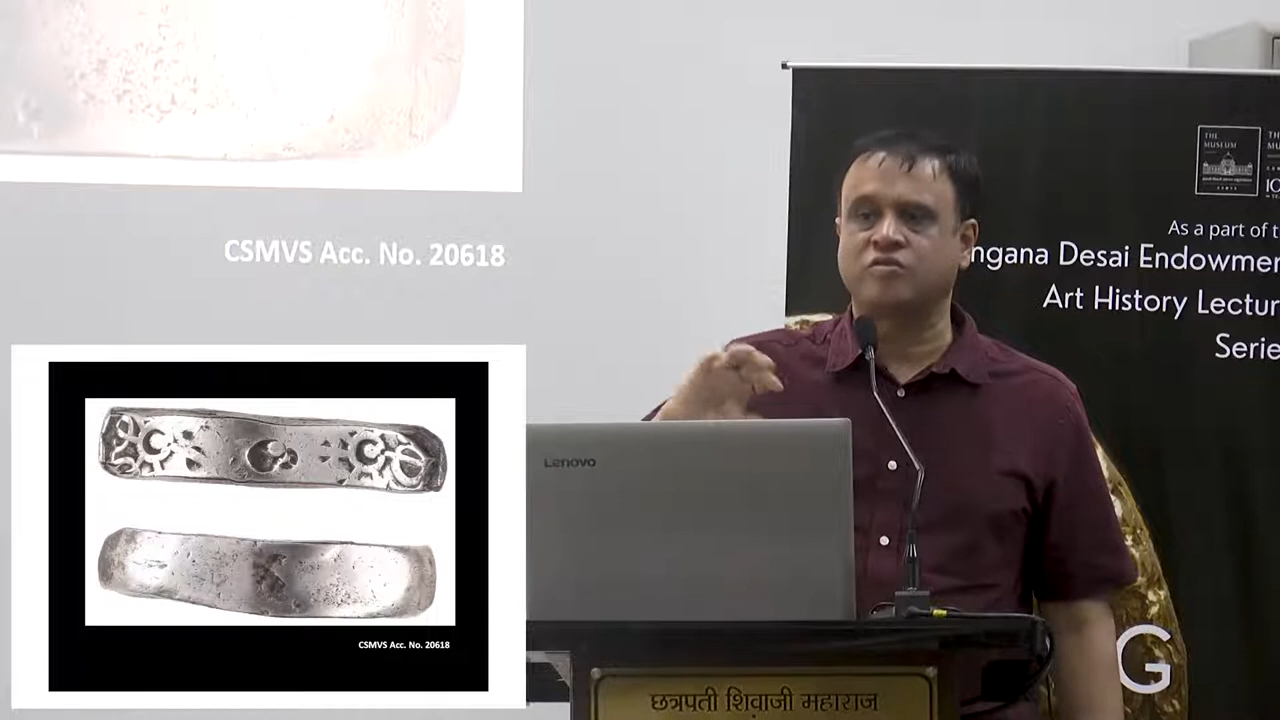 CSMVS Acc. No. 20618
CSMVS Acc. No. 20618
Lenovo
THE
MUSEUM
As a part of t
ngana Desai Endowmen
Art History Lectur
Serie
G
छत्रपती शिवाजी महाराज